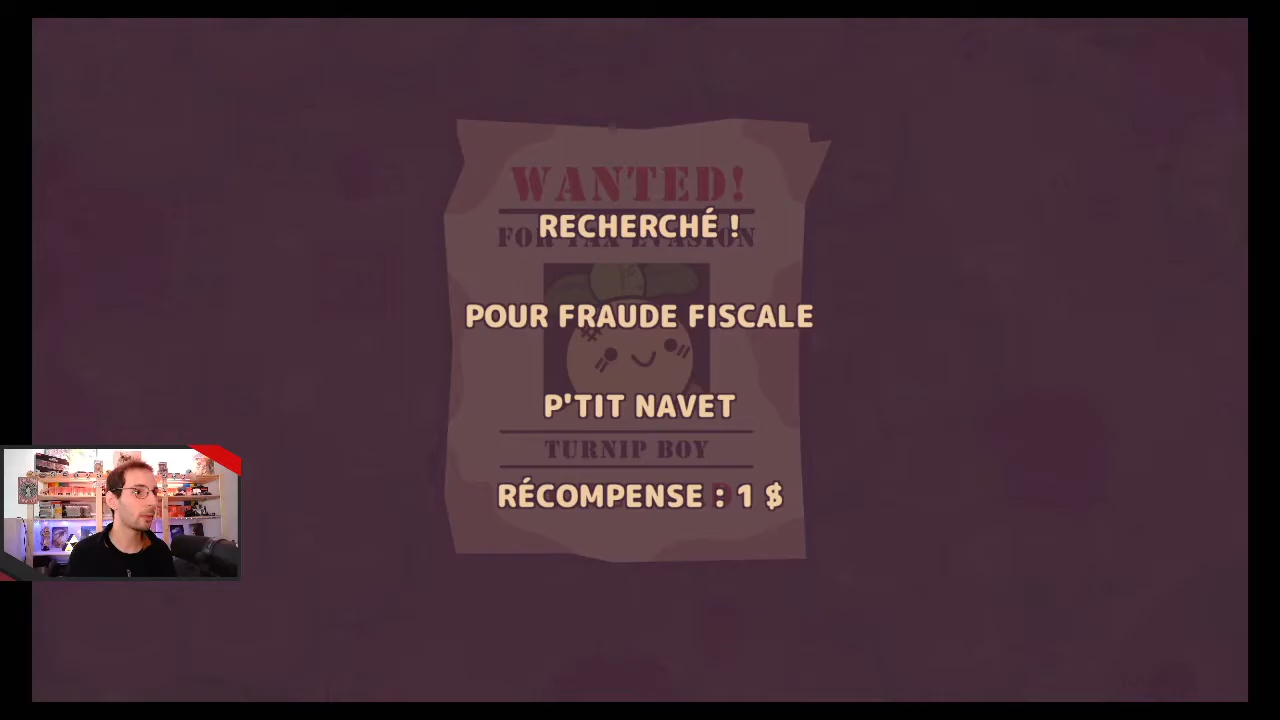 WANTED!
RECHERCHÉ !
FOR TAX EVASION
POUR FRAUDE FISCALE
P'TIT NAVET
TURNIP BOY
RÉCOMPENSE : 1 $